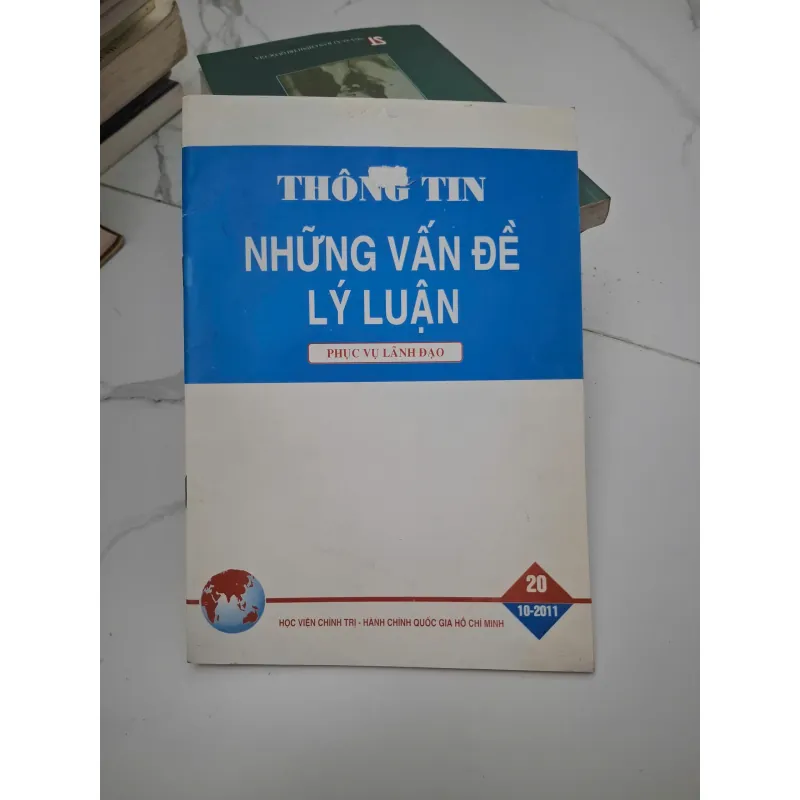 THÔNG TIN
NHỮNG VẤN ĐỀ
LÝ LUẬN
PHỤC VỤ LÃNH ĐẠO
20
10-2011
HỌC VIỆN CHÍNH TRỊ - HÀNH CHÍNH QUỐC GIA HỒ CHÍ MINH